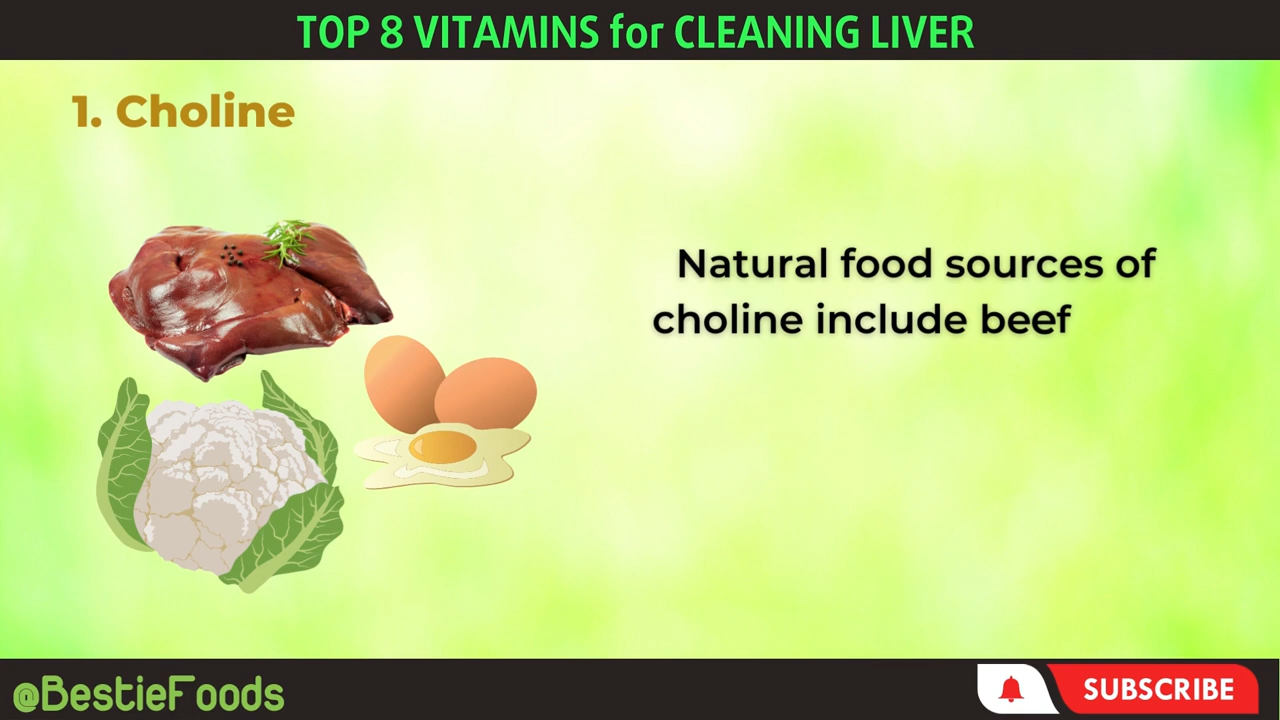 TOP 8 VITAMINS for CLEANING LIVER
1. Choline
Natural food sources of
choline include beef
@BestieFoods
SUBSCRIBE